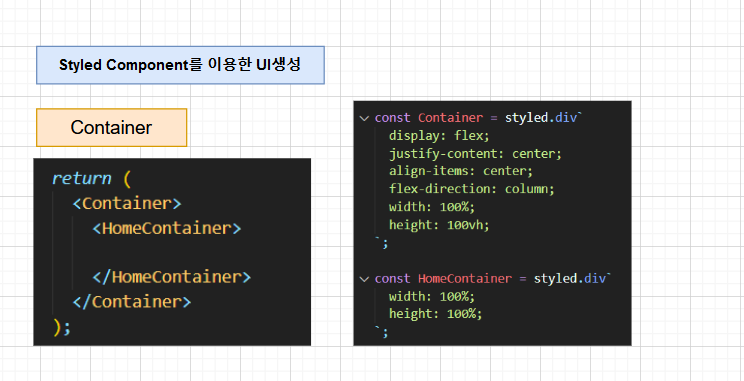 Styled Component를 이용한 UI생성
Container
return (
<Container>
<HomeContainer>
</HomeContainer>
</Container>
);
const Container = styled.div`
display: flex;
justify-content: center;
align-items: center;
flex-direction: column;
width: 100%;
height: 100vh;
`;
const HomeContainer = styled.div`
width: 100%;
height: 100%;
`;